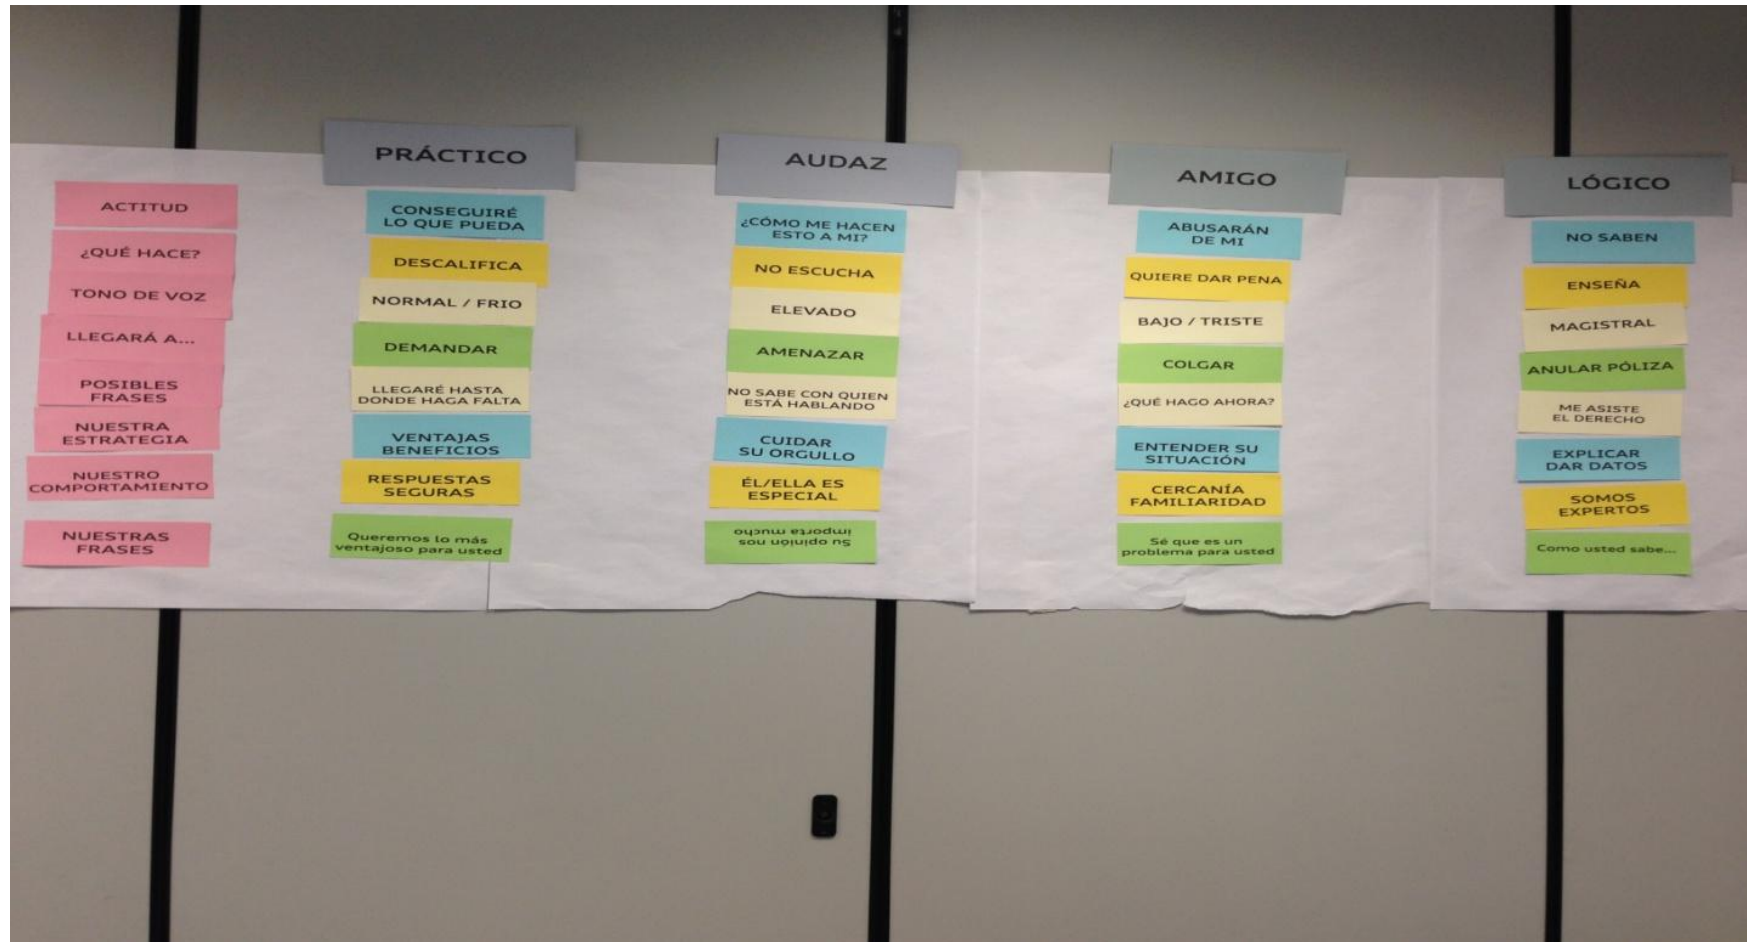 PRÁCTICO
AUDAZ
AMIGO
LÓGICO
ACTITUD
CONSEGUIRÉ
LO QUE PUEDA
¿CÓMO ME HACEN
ESTO A MI?
ABUSARÁN
DE MI
NO SABEN
¿QUÉ HACE?
DESCALIFICA
NO ESCUCHA
QUIERE DAR PENA
ENSEÑA
TONO DE VOZ
NORMAL / FRIO
ELEVADO
BAJO / TRISTE
MAGISTRAL
LLEGARÁ A...
DEMANDAR
AMENAZAR
COLGAR
ANULAR PÓLIZA
POSIBLES
FRASES
LLEGARÉ HASTA
DONDE HAGA FALTA
NO SABE CON QUIEN
ESTÁ HABLANDO
¿QUÉ HAGO AHORA?
ME ASISTE
EL DERECHO
NUESTRA
ESTRATEGIA
VENTAJAS
BENEFICIOS
CUIDAR
SU ORGULLO
ENTENDER SU
SITUACIÓN
EXPLICAR
DAR DATOS
NUESTRO
COMPORTAMIENTO
RESPUESTAS
SEGURAS
ÉL/ELLA ES
ESPECIAL
CERCANÍA
FAMILIARIDAD
SOMOS
EXPERTOS
NUESTRAS
FRASES
Queremos lo más
ventajoso para usted
Su opinión nos
importa mucho
Sé que es un
problema para usted
Como usted sabe...